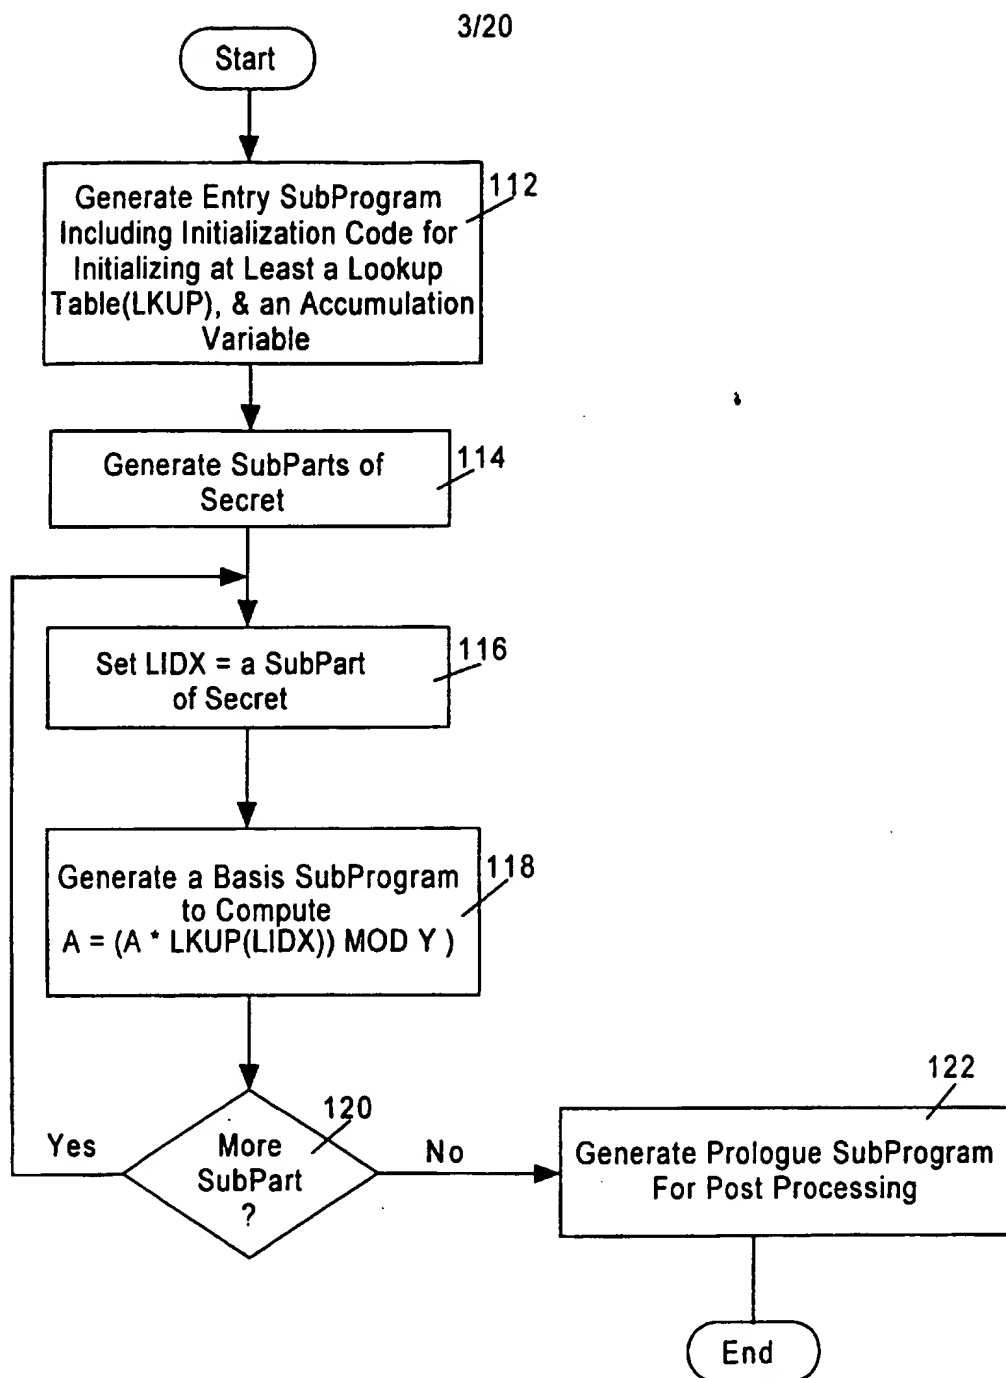 3/20
Start
Generate Entry SubProgram
Including Initialization Code for
Initializing at Least a Lookup
Table(LKUP), & an Accumulation
Variable
112
Generate SubParts of
Secret
114
Set LIDX = a SubPart
of Secret
116
Generate a Basis SubProgram
to Compute
A = (A * LKUP(LIDX)) MOD Y )
118
More
SubPart
?
120
Yes
No
Generate Prologue SubProgram
For Post Processing
122
End